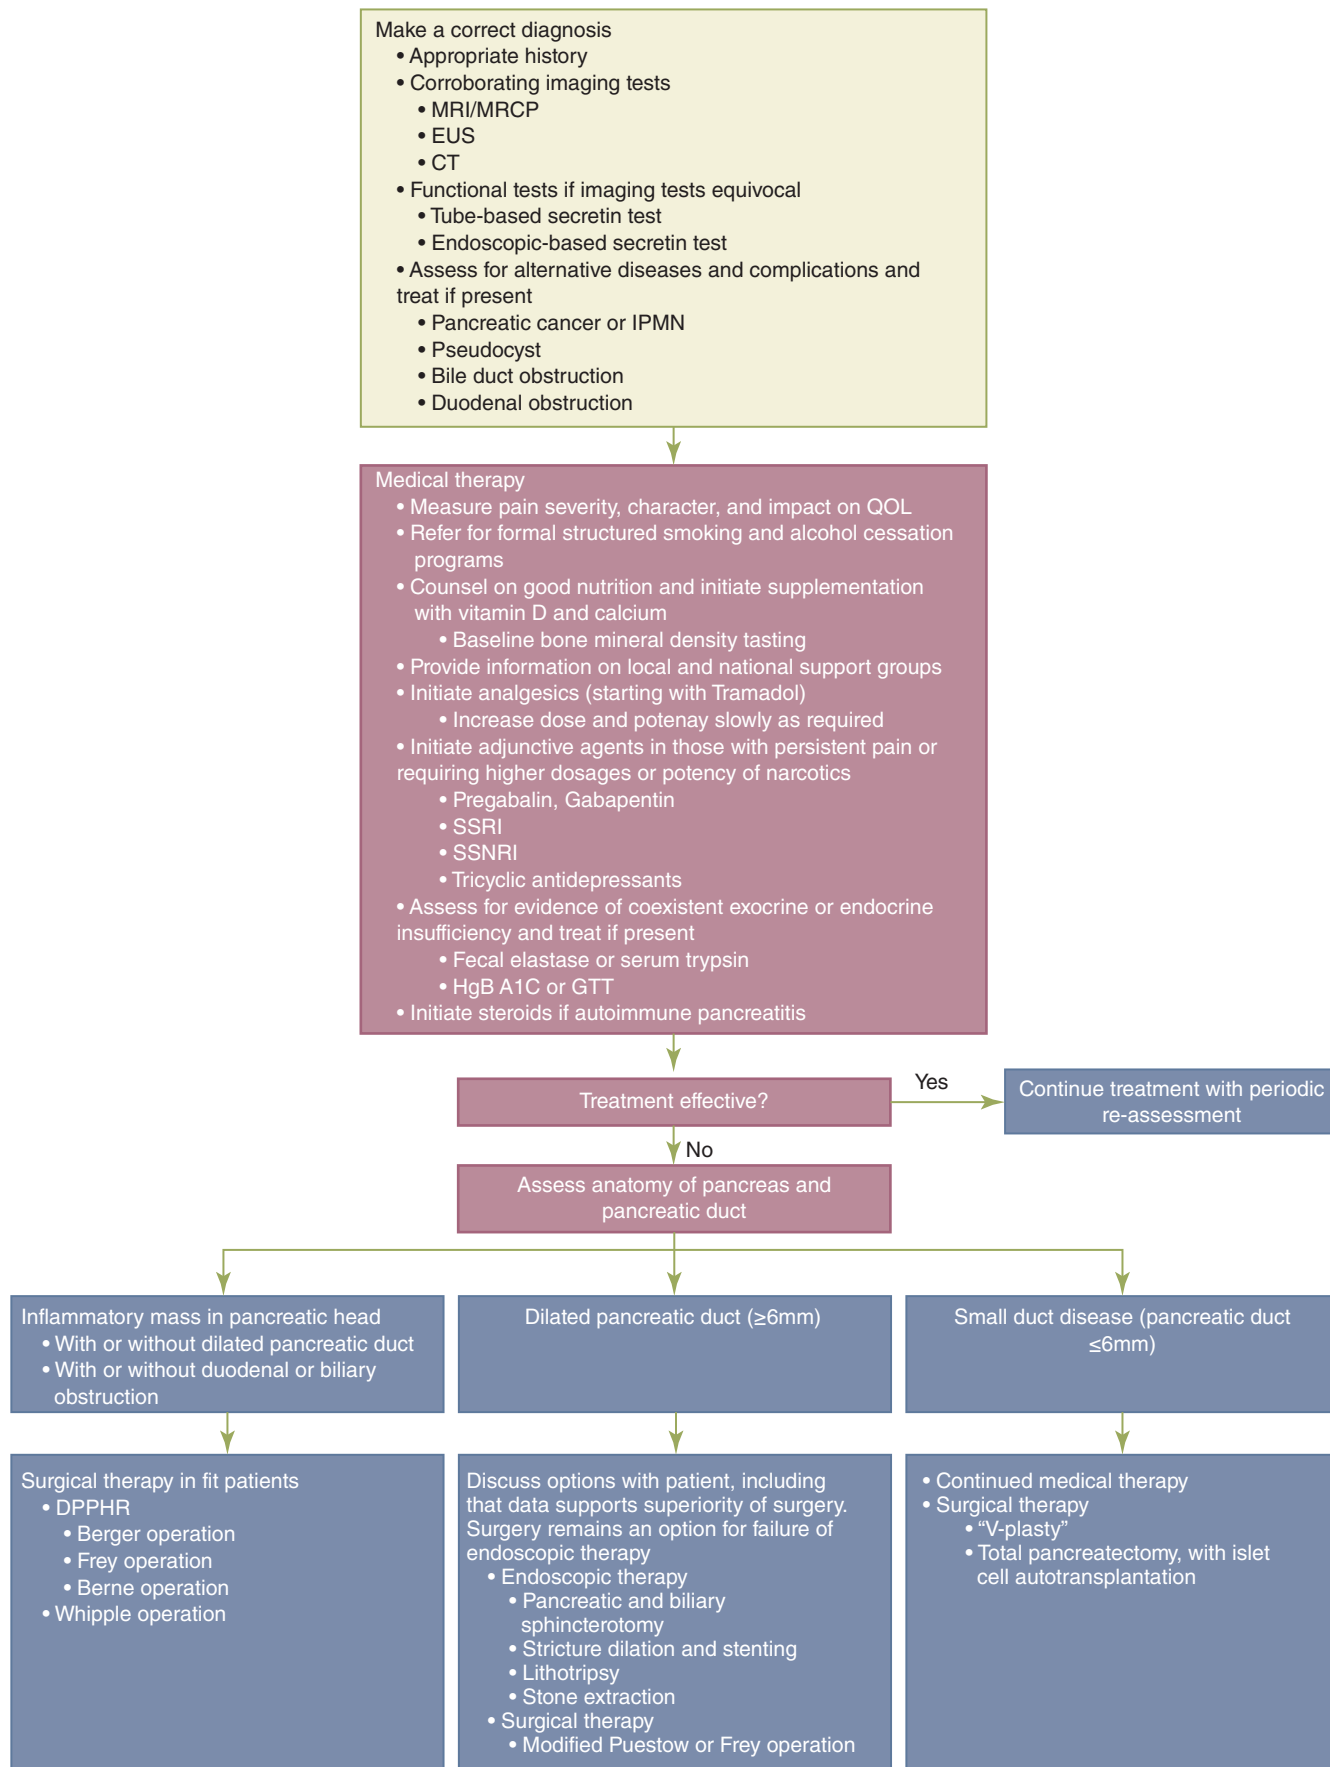 Make a correct diagnosis
• Appropriate history
• Corroborating imaging tests
• MRI/MRCP
• EUS
• CT
• Functional tests if imaging tests equivocal
• Tube-based secretin test
• Endoscopic-based secretin test
• Assess for alternative diseases and complications and
treat if present
• Pancreatic cancer or IPMN
• Pseudocyst
• Bile duct obstruction
• Duodenal obstruction
Medical therapy
• Measure pain severity, character, and impact on QOL
• Refer for formal structured smoking and alcohol cessation
programs
• Counsel on good nutrition and initiate supplementation
with vitamin D and calcium
• Baseline bone mineral density tasting
• Provide information on local and national support groups
• Initiate analgesics (starting with Tramadol)
• Increase dose and potenay slowly as required
• Initiate adjunctive agents in those with persistent pain or
requiring higher dosages or potency of narcotics
• Pregabalin, Gabapentin
• SSRI
• SSNRI
• Tricyclic antidepressants
• Assess for evidence of coexistent exocrine or endocrine
insufficiency and treat if present
• Fecal elastase or serum trypsin
• HgB A1C or GTT
• Initiate steroids if autoimmune pancreatitis
Treatment effective?
Yes
Continue treatment with periodic
re-assessment
No
Assess anatomy of pancreas and
pancreatic duct
Inflammatory mass in pancreatic head
• With or without dilated pancreatic duct
• With or without duodenal or biliary
obstruction
Dilated pancreatic duct (≥6mm)
Small duct disease (pancreatic duct
≤6mm)
Surgical therapy in fit patients
• DPPHR
• Berger operation
• Frey operation
• Berne operation
• Whipple operation
Discuss options with patient, including
that data supports superiority of surgery.
Surgery remains an option for failure of
endoscopic therapy
• Endoscopic therapy
• Pancreatic and biliary
sphincterotomy
• Stricture dilation and stenting
• Lithotripsy
• Stone extraction
• Surgical therapy
• Modified Puestow or Frey operation
• Continued medical therapy
• Surgical therapy
• “V-plasty”
• Total pancreatectomy, with islet
cell autotransplantation